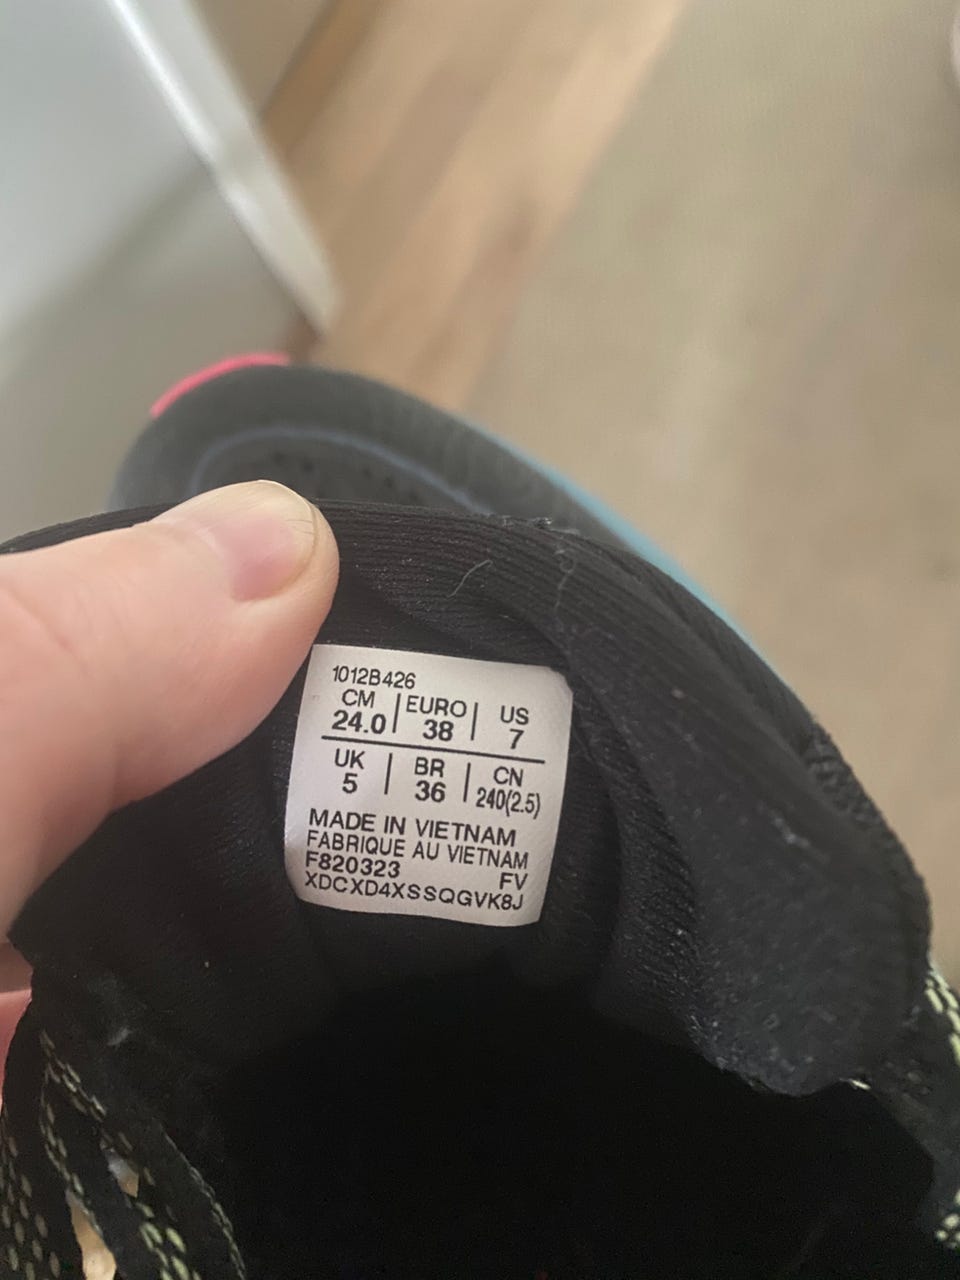 1012B426
CM | EURO | US
24.0 | 38 | 7
UK | BR | CN
5 | 36 | 240(2.5)
MADE IN VIETNAM
FABRIQUE AU VIETNAM
F820323 FV
XDCXD4XSSQGVK8J